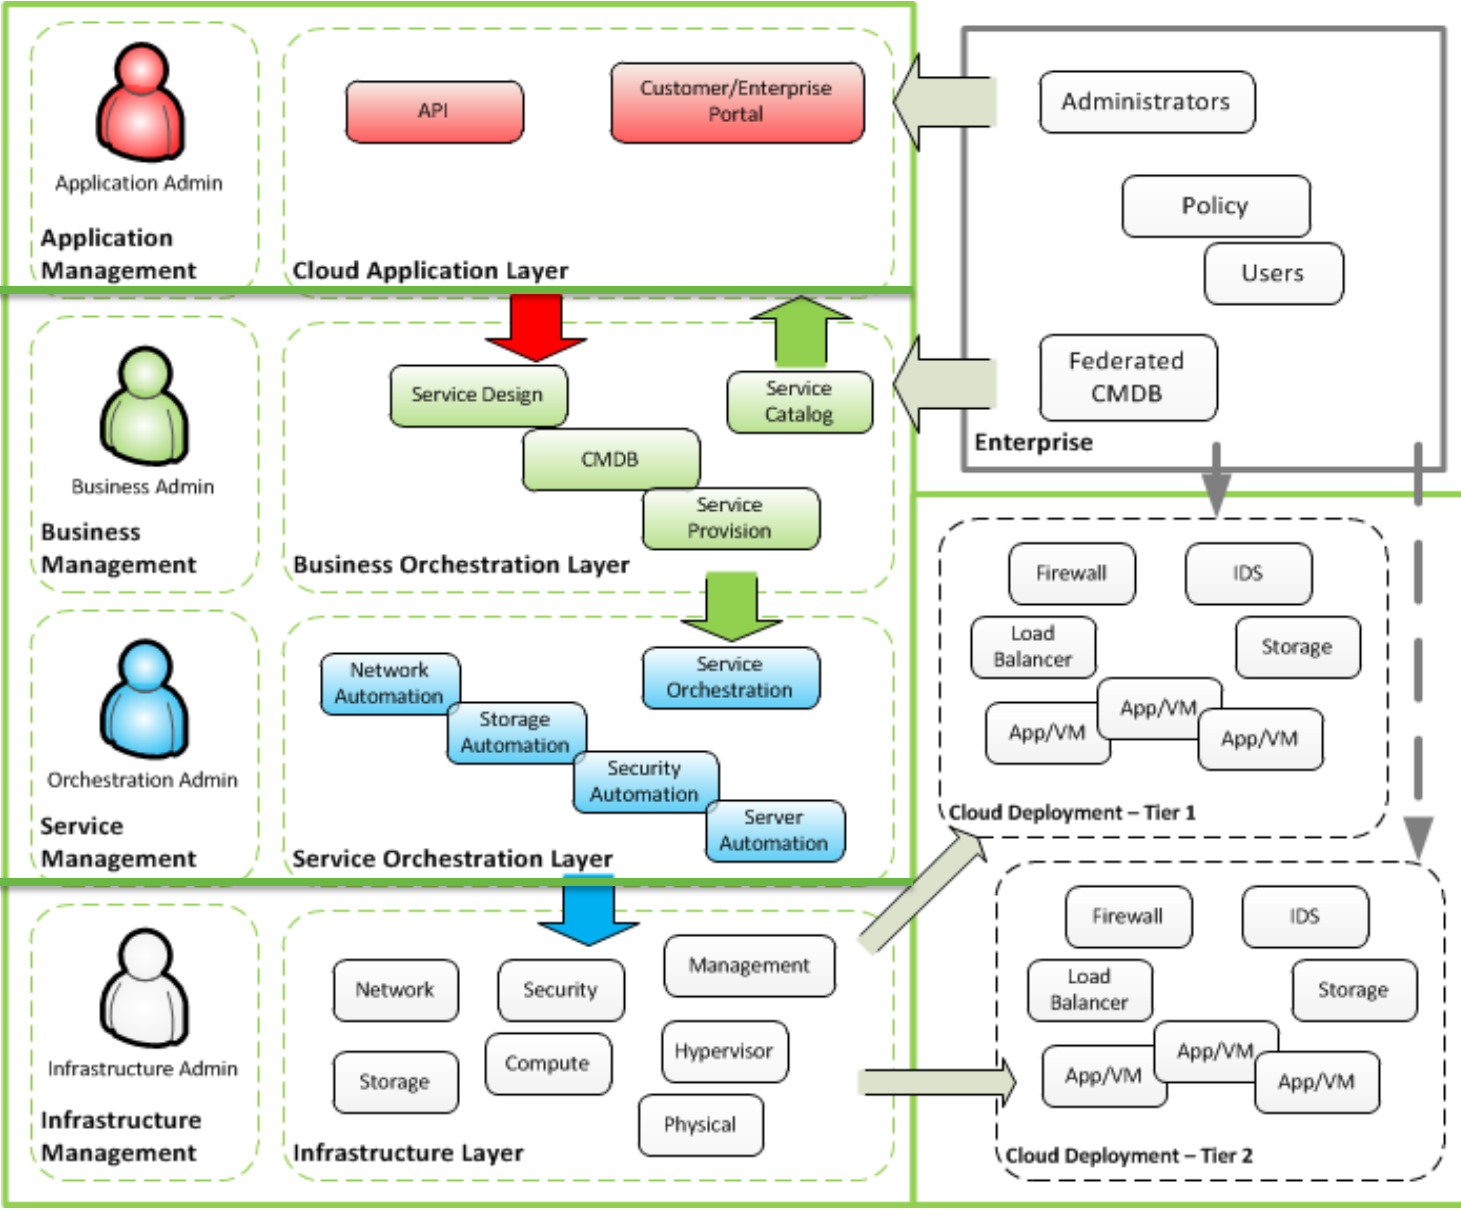 API
Customer/Enterprise
Portal
Application Admin
Application
Management
Cloud Application Layer
Administrators
Policy
Users
Federated
CMDB
Enterprise
Service Design
CMDB
Service
Provision
Service
Catalog
Business Admin
Business
Management
Business Orchestration Layer
Network
Automation
Storage
Automation
Security
Automation
Server
Automation
Service
Orchestration
Orchestration Admin
Service
Management
Service Orchestration Layer
Firewall
IDS
Load
Balancer
Storage
App/VM
App/VM
App/VM
Cloud Deployment – Tier 1
Network
Security
Management
Storage
Compute
Hypervisor
Physical
Infrastructure Admin
Infrastructure
Management
Infrastructure Layer
Firewall
IDS
Load
Balancer
Storage
App/VM
App/VM
App/VM
Cloud Deployment – Tier 2